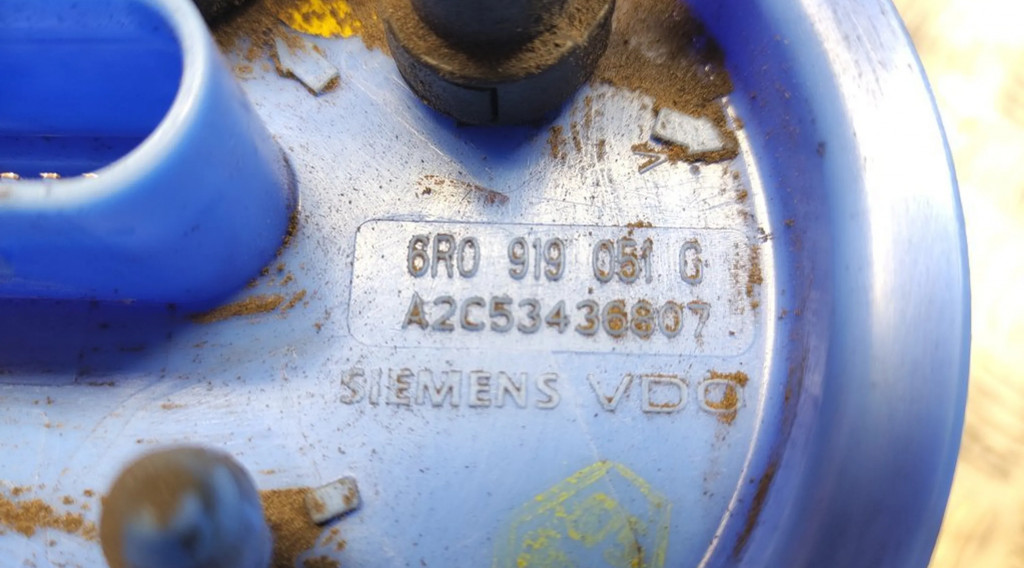 6R0 919 051 G
A2C53436807
SIEMENS VDO